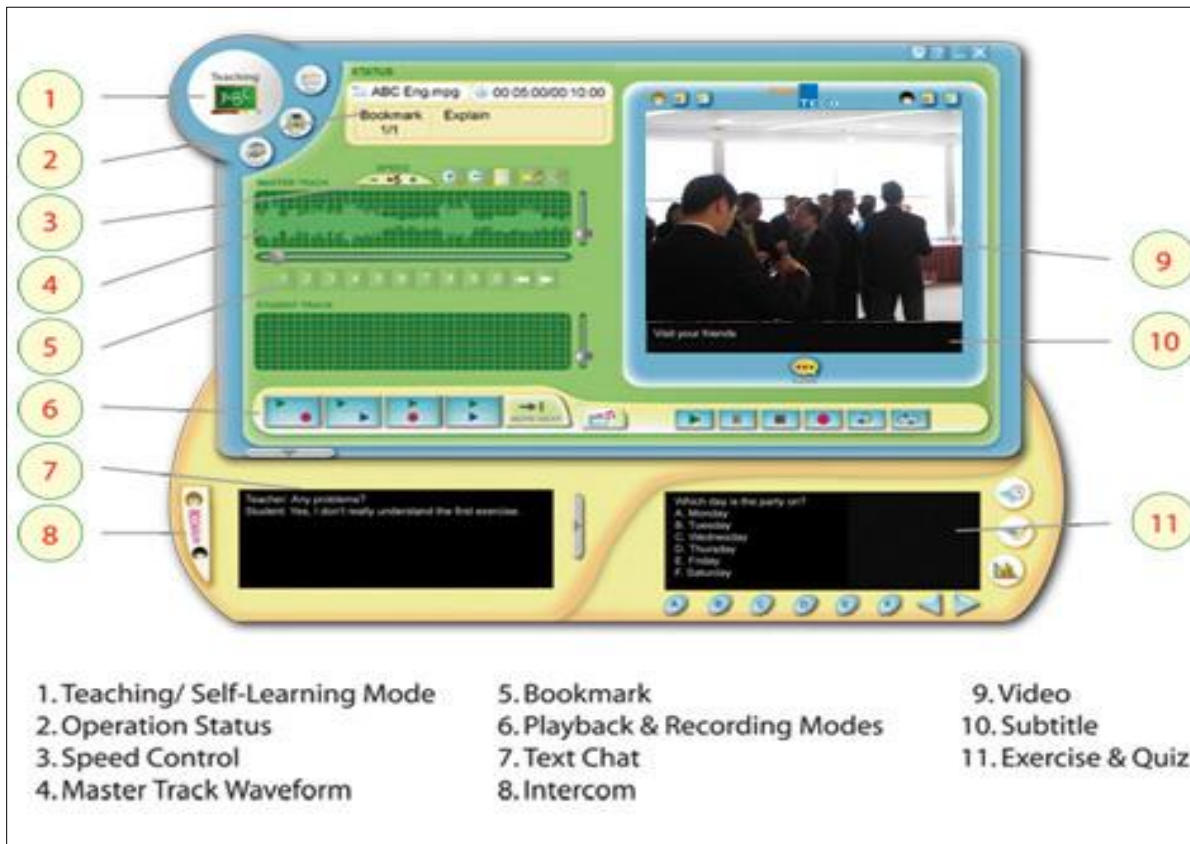 1
2
3
4
5
6
7
8
9
10
11
Teaching
STATUS
ABC Eng.mpg 00:05:00/00:10:00
Bookmark Explain
1/1
SPEED
MASTER TRACK
1 2 3 4 5 6 7 8 9
STUDENT TRACK
Visit your friends
Teacher: Any problems?
Student: Yes, I don't really understand the first exercise.
Which day is the party on?
A. Monday
B. Tuesday
C. Wednesday
D. Thursday
E. Friday
F. Saturday
A B C D E F
1. Teaching/ Self-Learning Mode
2. Operation Status
3. Speed Control
4. Master Track Waveform
5. Bookmark
6. Playback & Recording Modes
7. Text Chat
8. Intercom
9. Video
10. Subtitle
11. Exercise & Quiz